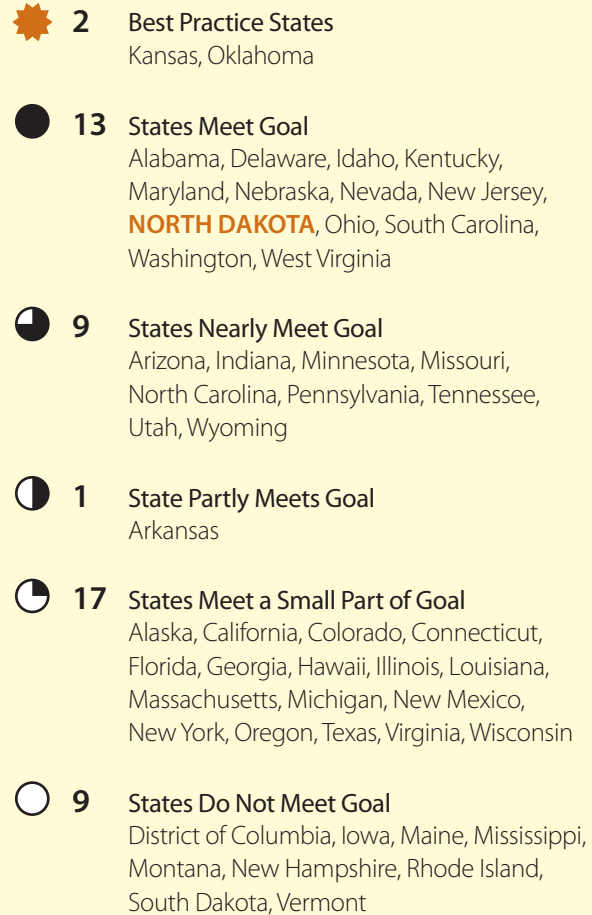 2 Best Practice States
Kansas, Oklahoma
13 States Meet Goal
Alabama, Delaware, Idaho, Kentucky,
Maryland, Nebraska, Nevada, New Jersey,
NORTH DAKOTA, Ohio, South Carolina,
Washington, West Virginia
9 States Nearly Meet Goal
Arizona, Indiana, Minnesota, Missouri,
North Carolina, Pennsylvania, Tennessee,
Utah, Wyoming
1 State Partly Meets Goal
Arkansas
17 States Meet a Small Part of Goal
Alaska, California, Colorado, Connecticut,
Florida, Georgia, Hawaii, Illinois, Louisiana,
Massachusetts, Michigan, New Mexico,
New York, Oregon, Texas, Virginia, Wisconsin
9 States Do Not Meet Goal
District of Columbia, Iowa, Maine, Mississippi,
Montana, New Hampshire, Rhode Island,
South Dakota, Vermont